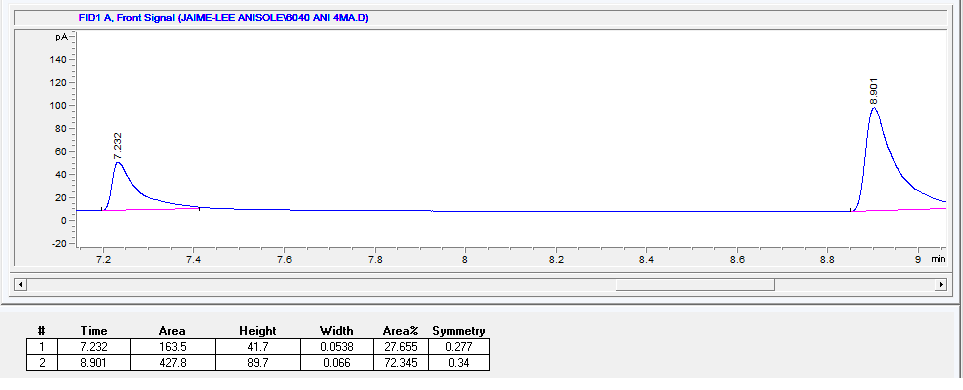 FID1 A, Front Signal (JAIME-LEE ANISOLE\6040 ANI 4MA.D)
pA
140
120
100
80
60
40
20
0
-20
7.232
8.901
7.2 7.4 7.6 7.8 8 8.2 8.4 8.6 8.8 9 min
# Time Area Height Width Area% Symmetry
1 7.232 163.5 41.7 0.0538 27.655 0.277
2 8.901 427.8 89.7 0.066 72.345 0.34